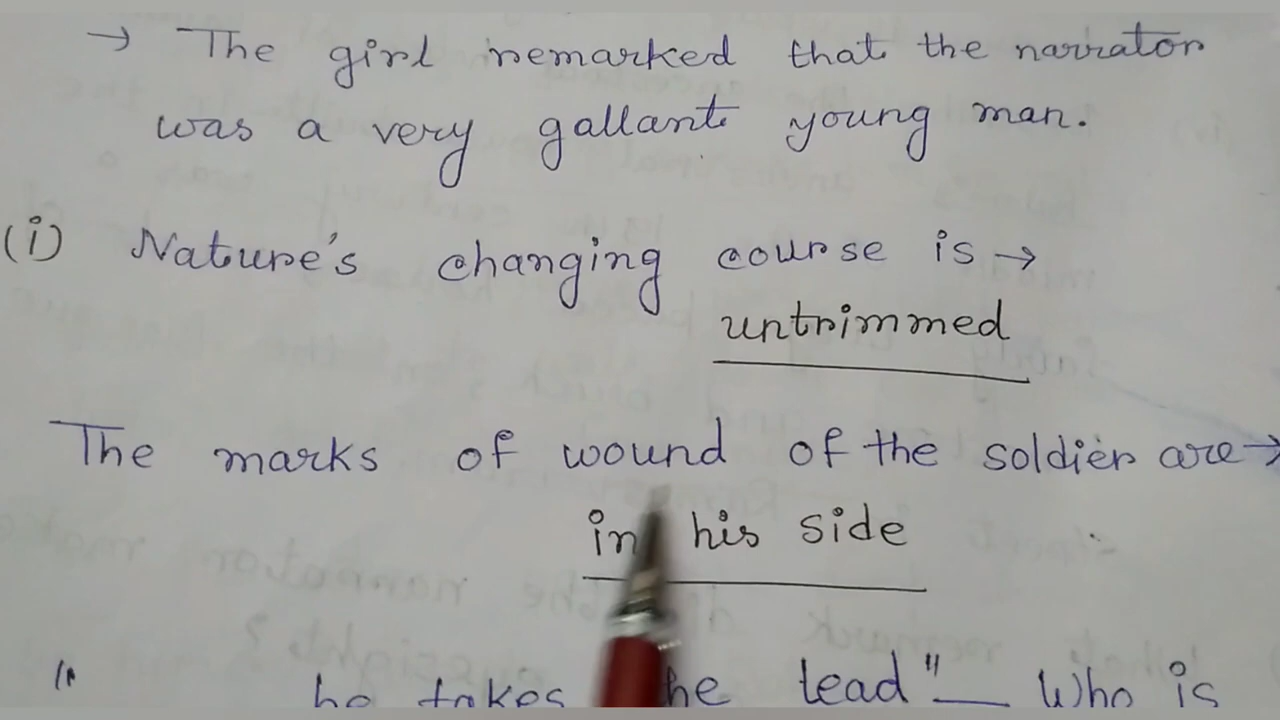 → The girl remarked that the narrator
was a very gallant young man.
(i) Nature's changing course is →
untrimmed
The marks of wound of the soldier are →
in his side
" he takes the lead" — Who is